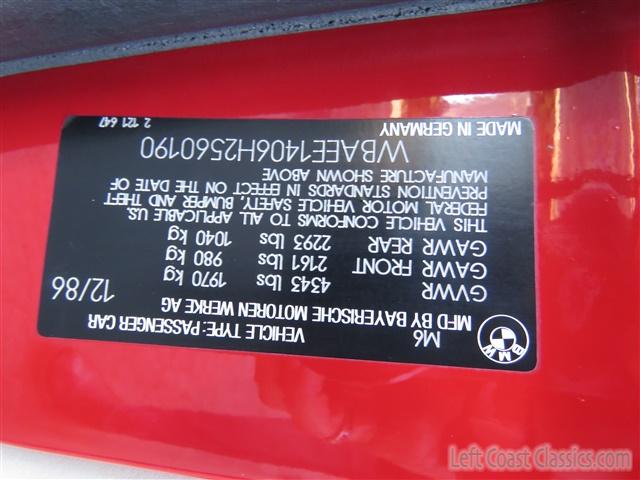 M6
VEHICLE TYPE: PASSENGER CAR
MFD BY BAYERISCHE MOTOREN WERKE AG
12/86
GVWR 4343 lbs 1970 kg
GAWR FRONT 2161 lbs 980 kg
GAWR REAR 2293 lbs 1040 kg
THIS VEHICLE CONFORMS TO ALL APPLICABLE U.S.
FEDERAL MOTOR VEHICLE SAFETY, BUMPER AND THEFT
PREVENTION STANDARDS IN EFFECT ON THE DATE OF
MANUFACTURE SHOWN ABOVE
WBAEE1406H2560190
MADE IN GERMANY
2 121 647
BMW
Left Coast Classics.com